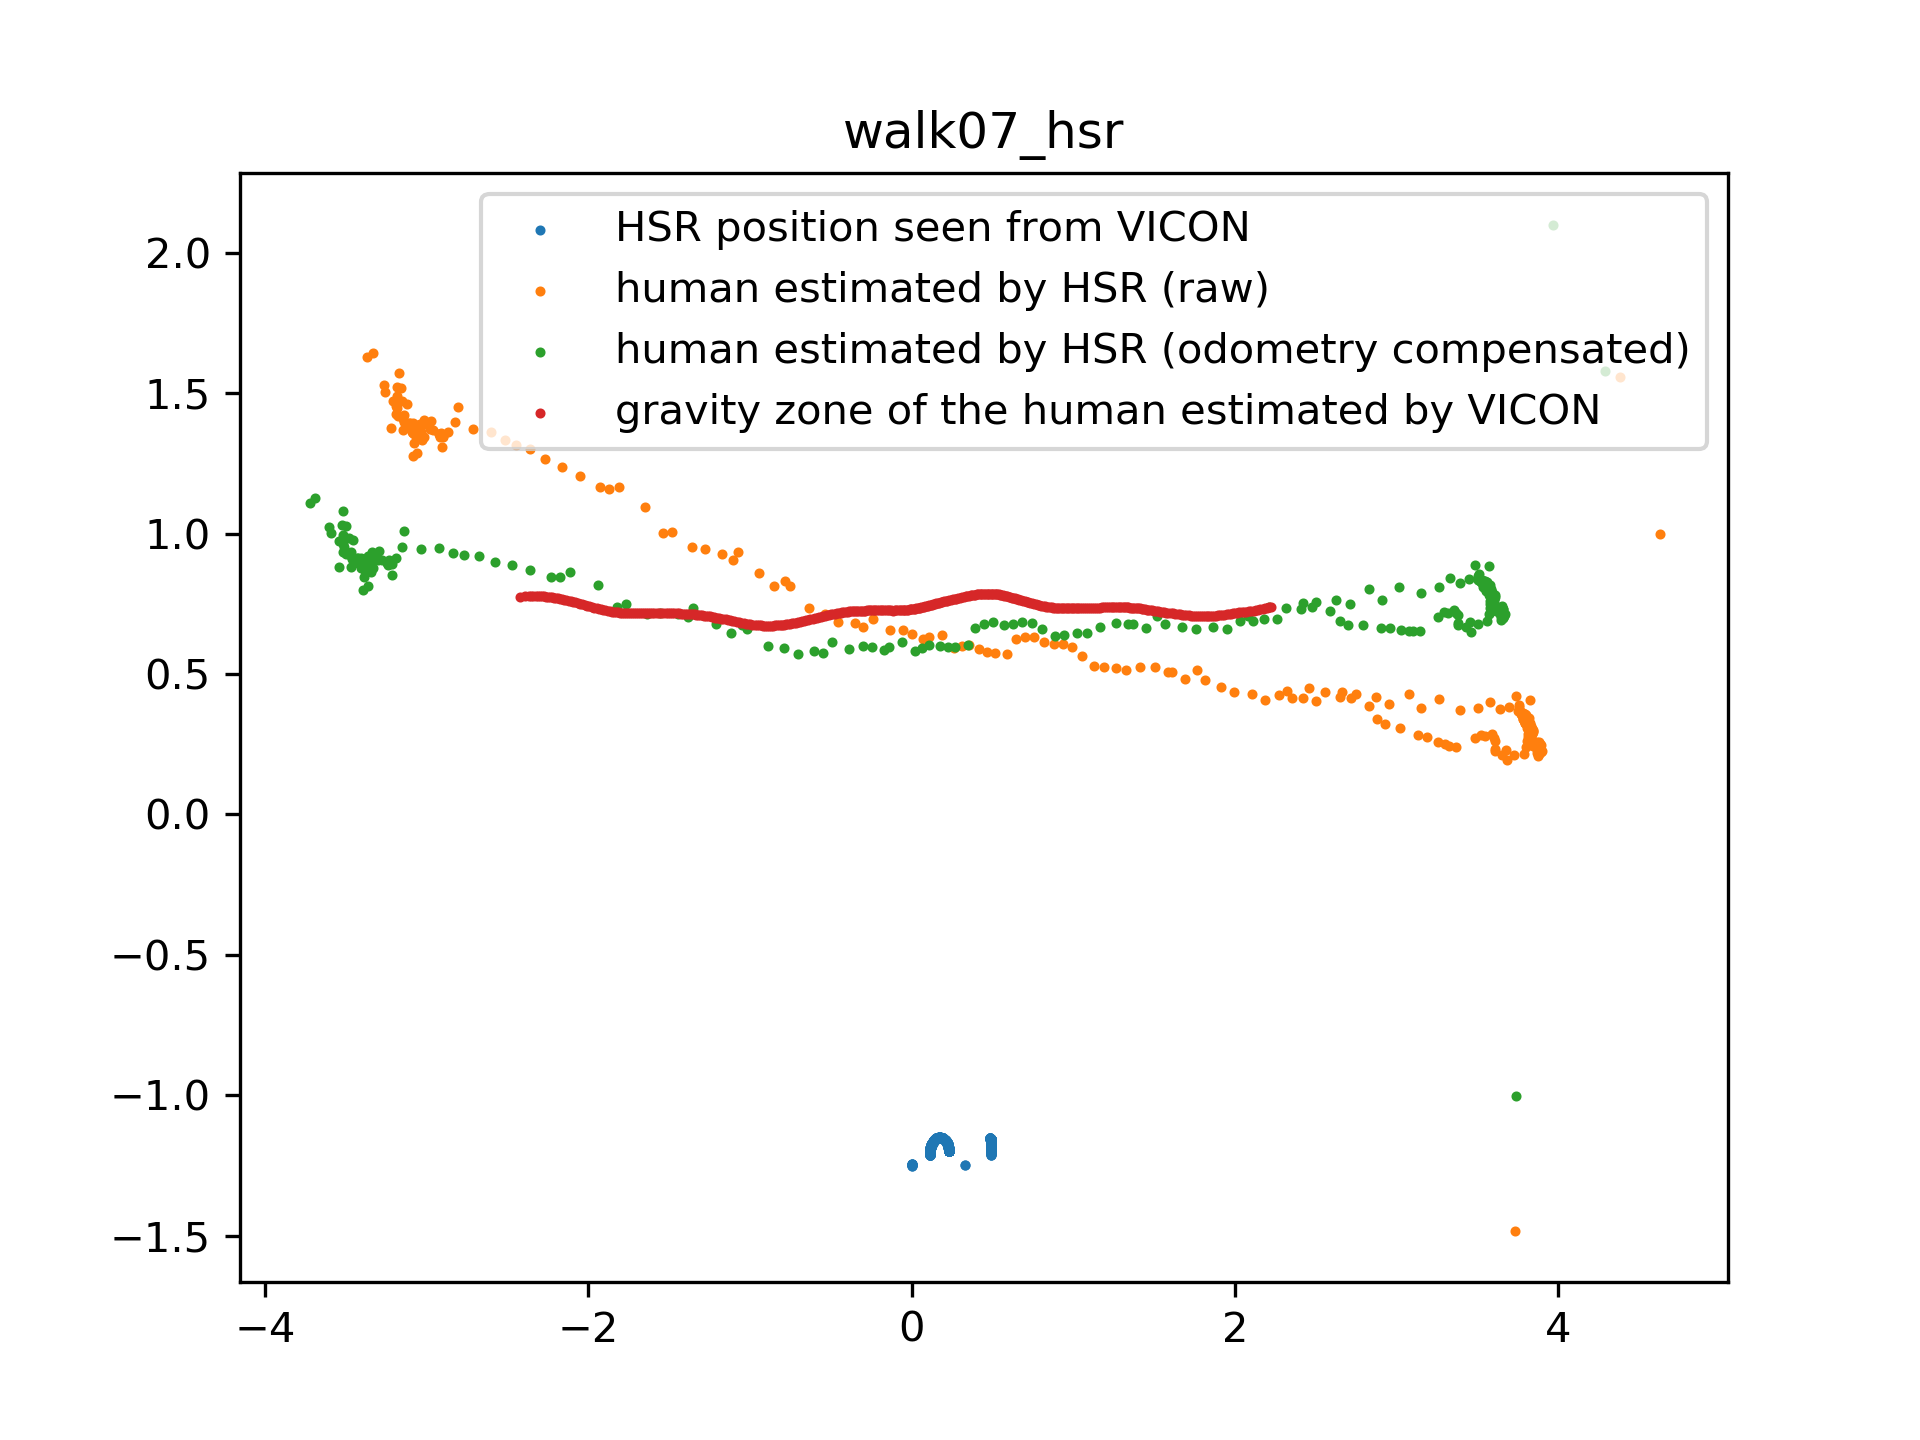 walk07_hsr
HSR position seen from VICON
human estimated by HSR (raw)
human estimated by HSR (odometry compensated)
gravity zone of the human estimated by VICON
2.0
1.5
1.0
0.5
0.0
−0.5
−1.0
−1.5
−4 −2 0 2 4